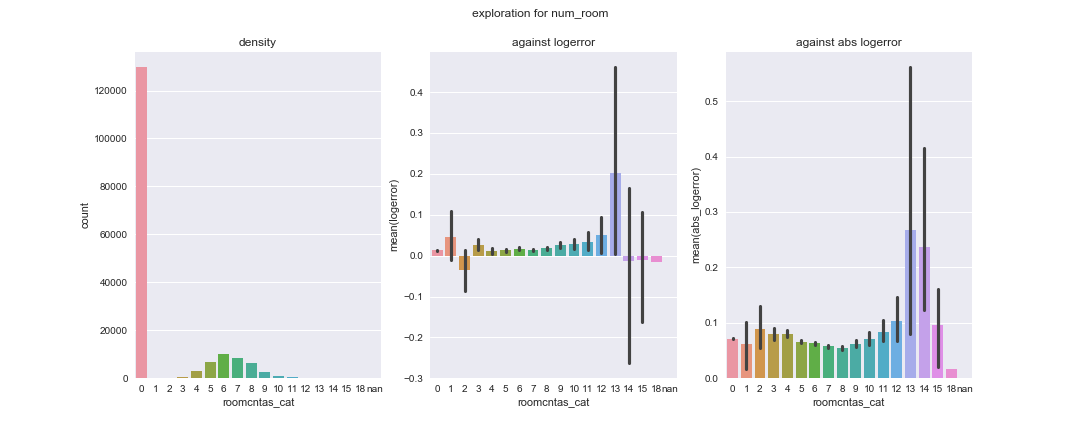 exploration for num_room
density
against logerror
against abs logerror
count
120000
100000
80000
60000
40000
20000
0
0 1 2 3 4 5 6 7 8 9 10 11 12 13 14 15 18 nan
roomcntas_cat
mean(logerror)
0.4
0.3
0.2
0.1
0.0
−0.1
−0.2
−0.3
0 1 2 3 4 5 6 7 8 9 10 11 12 13 14 15 18 nan
roomcntas_cat
mean(abs_logerror)
0.5
0.4
0.3
0.2
0.1
0.0
0 1 2 3 4 5 6 7 8 9 10 11 12 13 14 15 18 nan
roomcntas_cat